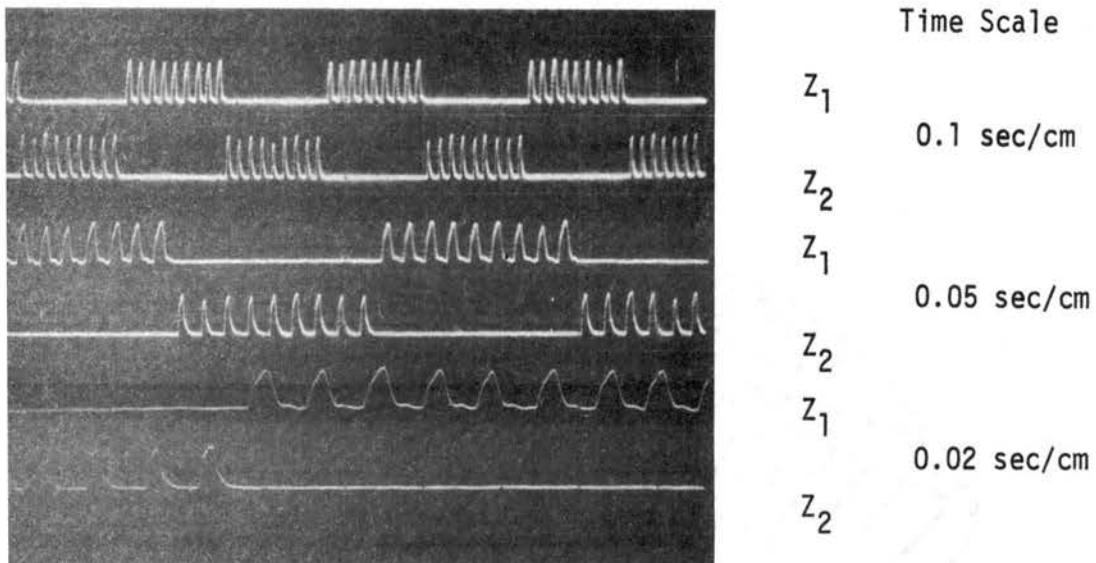 Time Scale
Z1
0.1 sec/cm
Z2
Z1
0.05 sec/cm
Z2
Z1
0.02 sec/cm
Z2